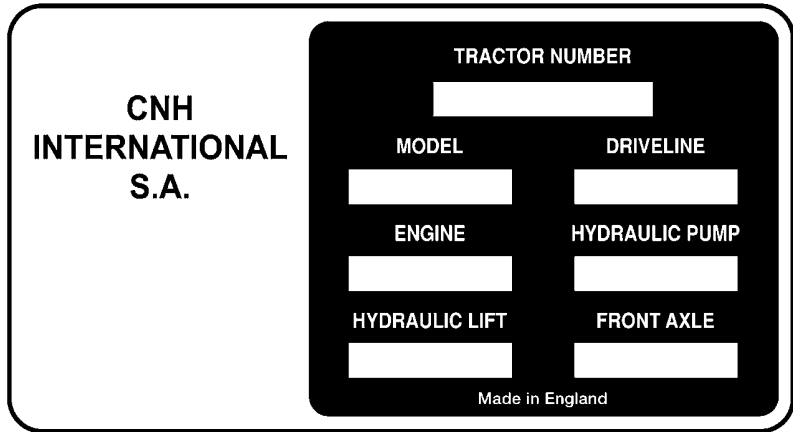 CNH
INTERNATIONAL
S.A.
TRACTOR NUMBER
MODEL
DRIVELINE
ENGINE
HYDRAULIC PUMP
HYDRAULIC LIFT
FRONT AXLE
Made in England